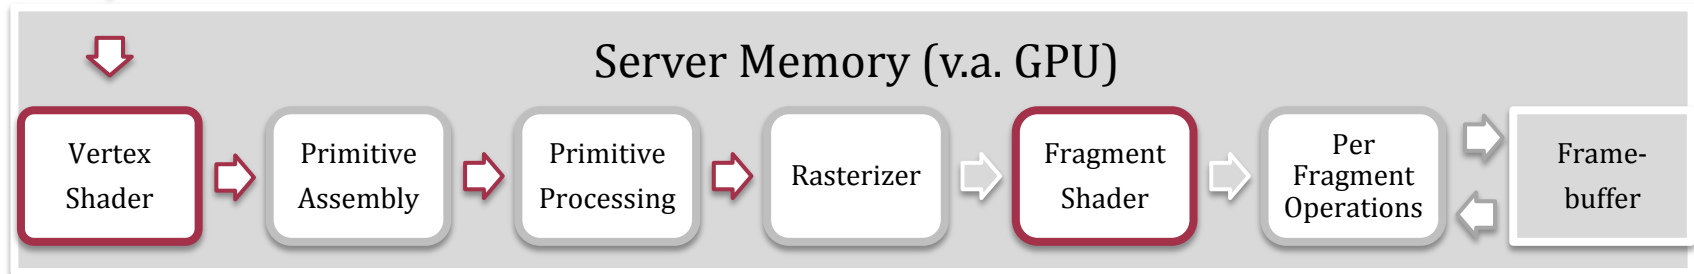 Server Memory (v.a. GPU)
Vertex
Shader
Primitive
Assembly
Primitive
Processing
Rasterizer
Fragment
Shader
Per
Fragment
Operations
Frame-
buffer